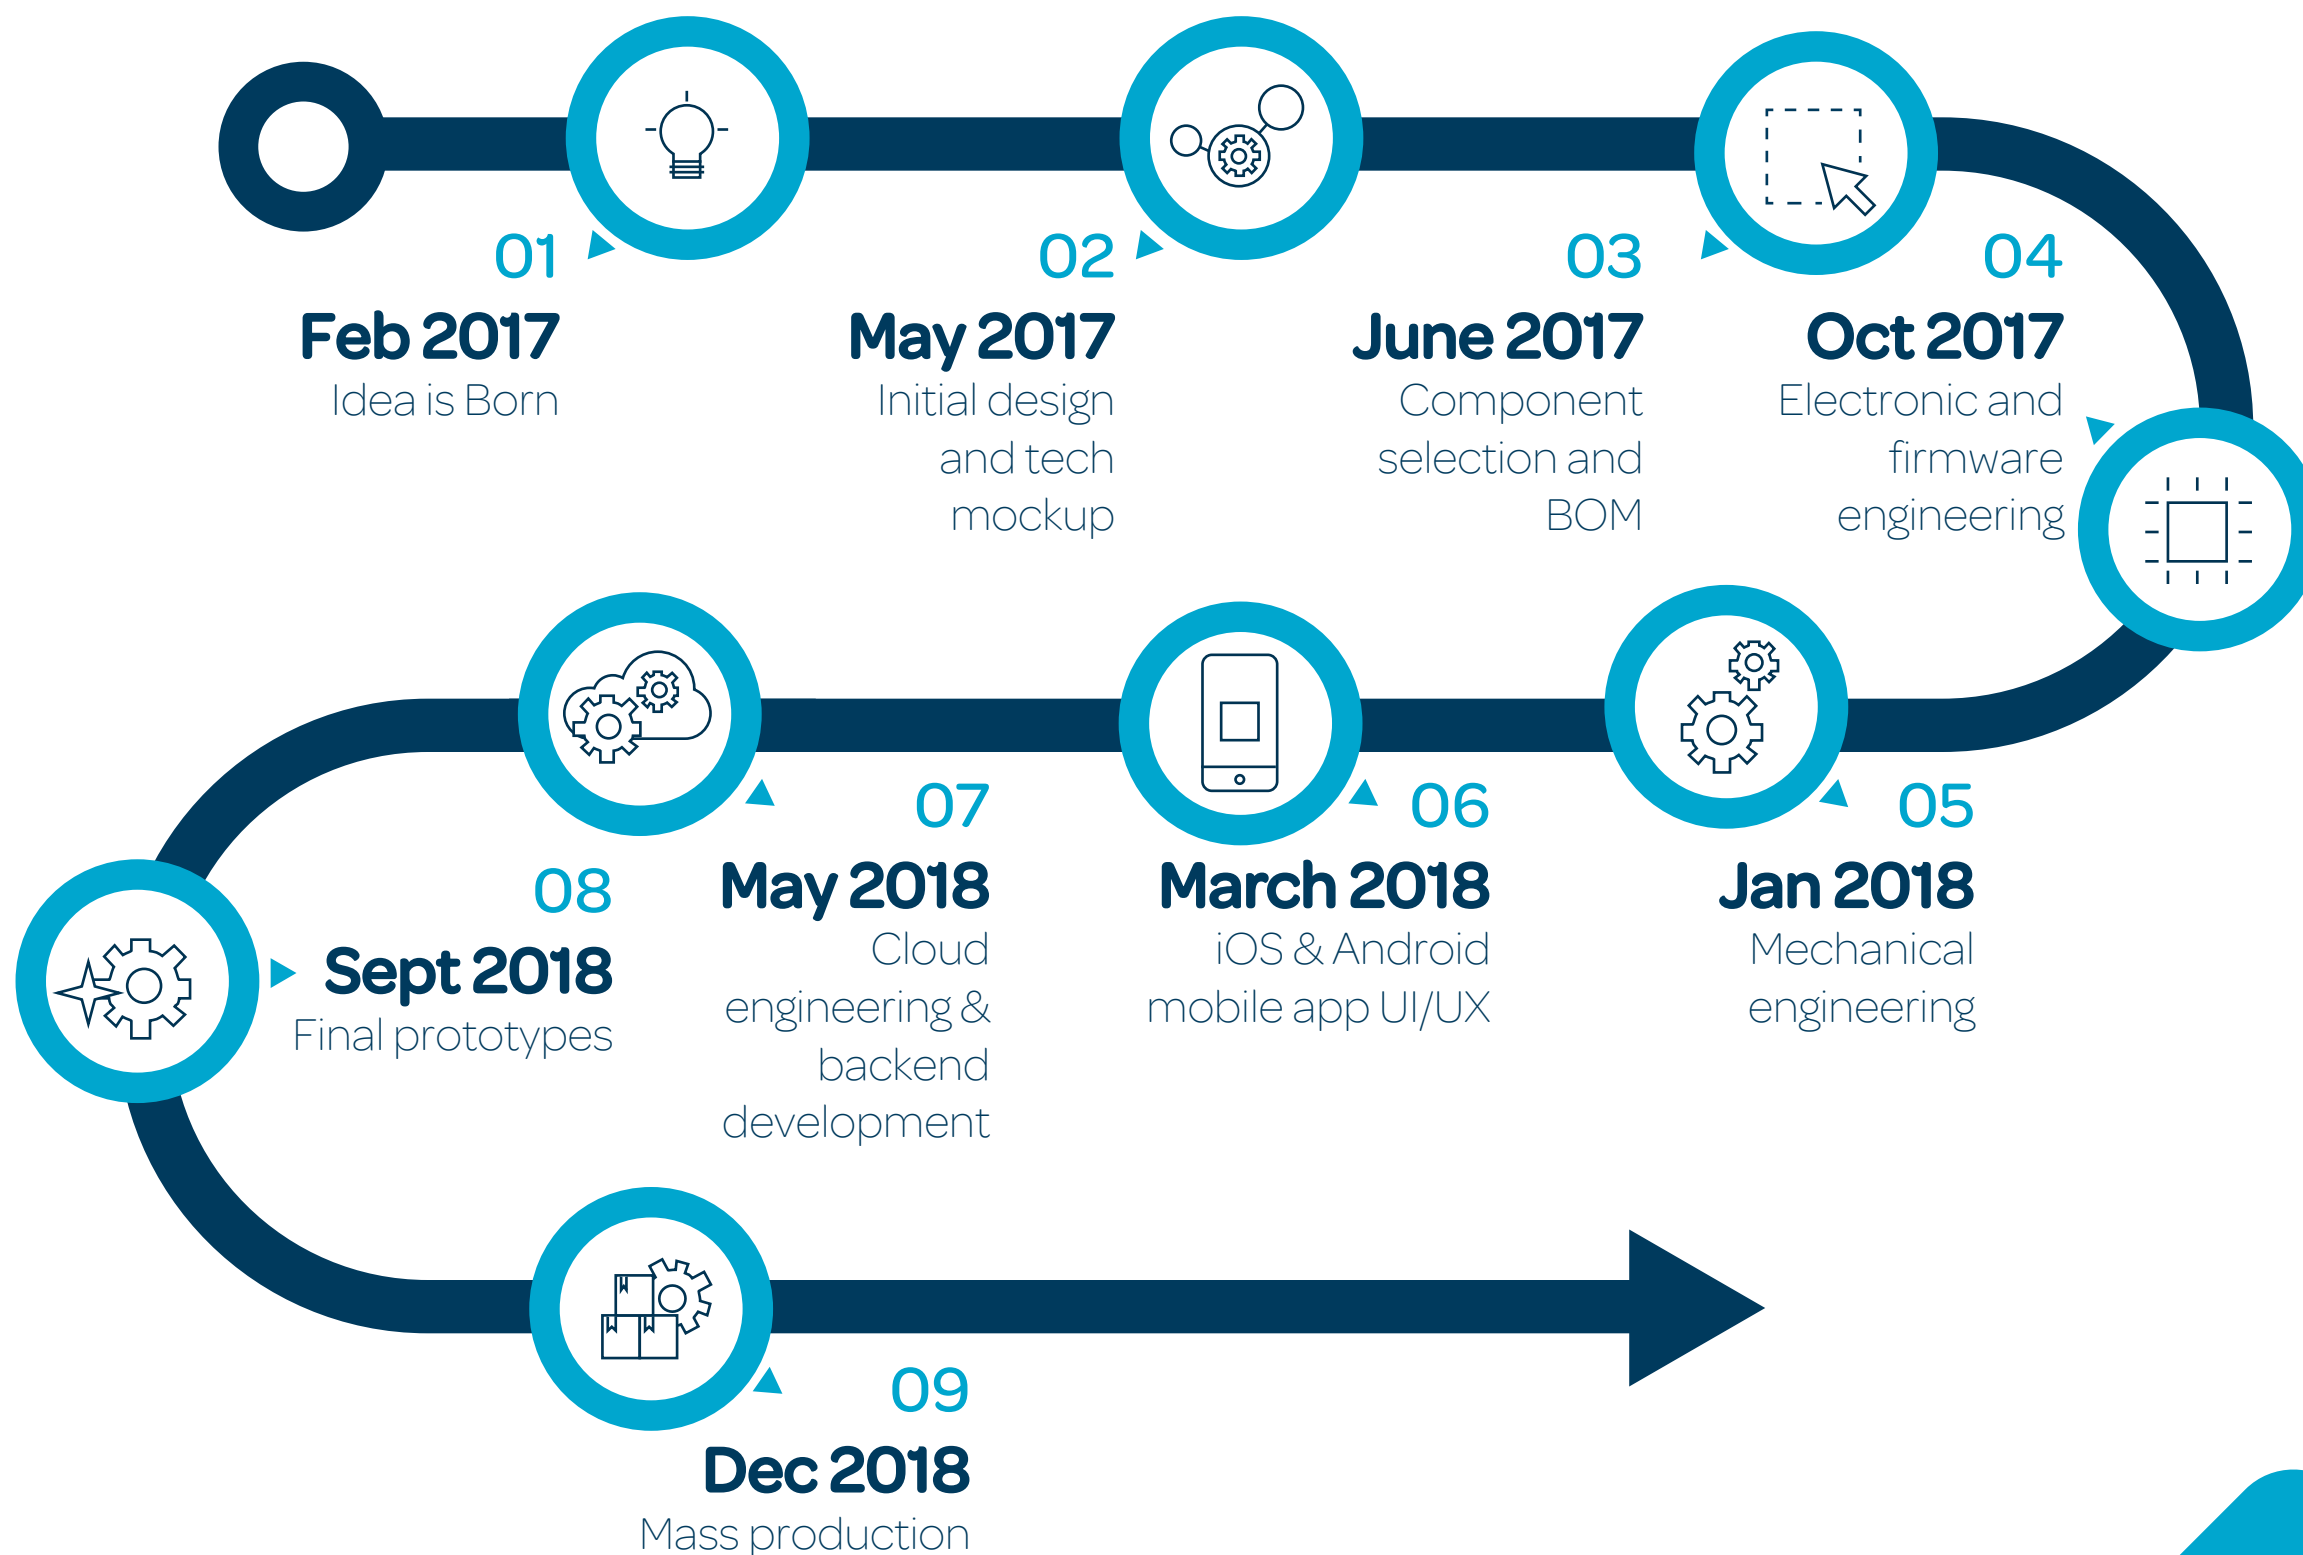 01
Feb 2017
Idea is Born
02
May 2017
Initial design
and tech
mockup
03
June 2017
Component
selection and
BOM
04
Oct 2017
Electronic and
firmware
engineering
05
Jan 2018
Mechanical
engineering
06
March 2018
iOS & Android
mobile app UI/UX
07
May 2018
Cloud
engineering &
backend
development
08
Sept 2018
Final prototypes
09
Dec 2018
Mass production